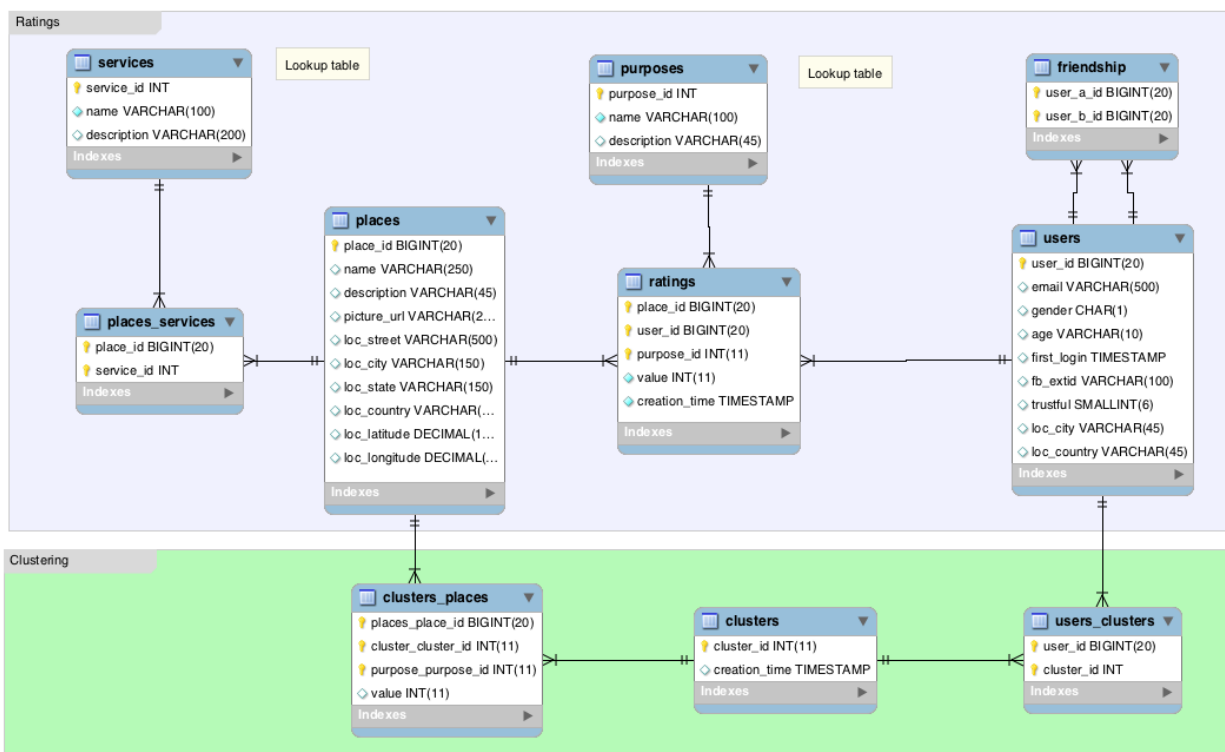 Ratings
services
service_id INT
name VARCHAR(100)
description VARCHAR(200)
Indexes
Lookup table
purposes
purpose_id INT
name VARCHAR(100)
description VARCHAR(45)
Indexes
Lookup table
friendship
user_a_id BIGINT(20)
user_b_id BIGINT(20)
Indexes
places
place_id BIGINT(20)
name VARCHAR(250)
description VARCHAR(45)
picture_url VARCHAR(2...
loc_street VARCHAR(500)
loc_city VARCHAR(150)
loc_state VARCHAR(150)
loc_country VARCHAR(...
loc_latitude DECIMAL(1...
loc_longitude DECIMAL(...
Indexes
users
user_id BIGINT(20)
email VARCHAR(500)
gender CHAR(1)
age VARCHAR(10)
first_login TIMESTAMP
fb_extid VARCHAR(100)
trustful SMALLINT(6)
loc_city VARCHAR(45)
loc_country VARCHAR(45)
Indexes
ratings
place_id BIGINT(20)
user_id BIGINT(20)
purpose_id INT(11)
value INT(11)
creation_time TIMESTAMP
Indexes
places_services
place_id BIGINT(20)
service_id INT
Indexes
Clustering
clusters_places
places_place_id BIGINT(20)
cluster_cluster_id INT(11)
purpose_purpose_id INT(11)
value INT(11)
Indexes
clusters
cluster_id INT(11)
creation_time TIMESTAMP
Indexes
users_clusters
user_id BIGINT(20)
cluster_id INT
Indexes